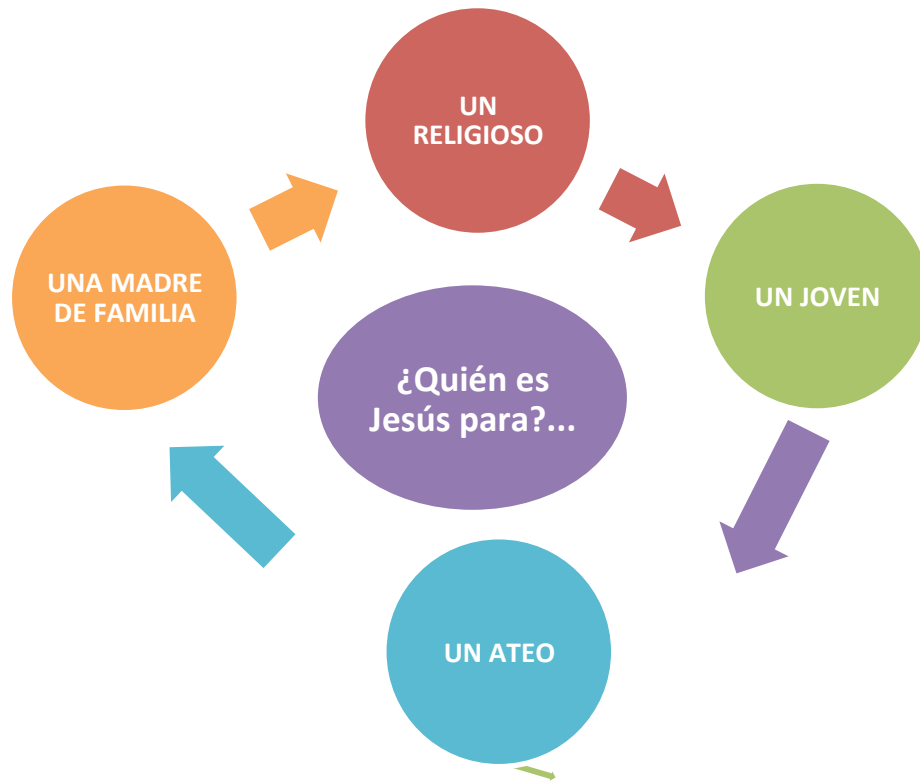 UN
RELIGIOSO
UNA MADRE
DE FAMILIA
UN JOVEN
¿Quién es
Jesús para?...
UN ATEO